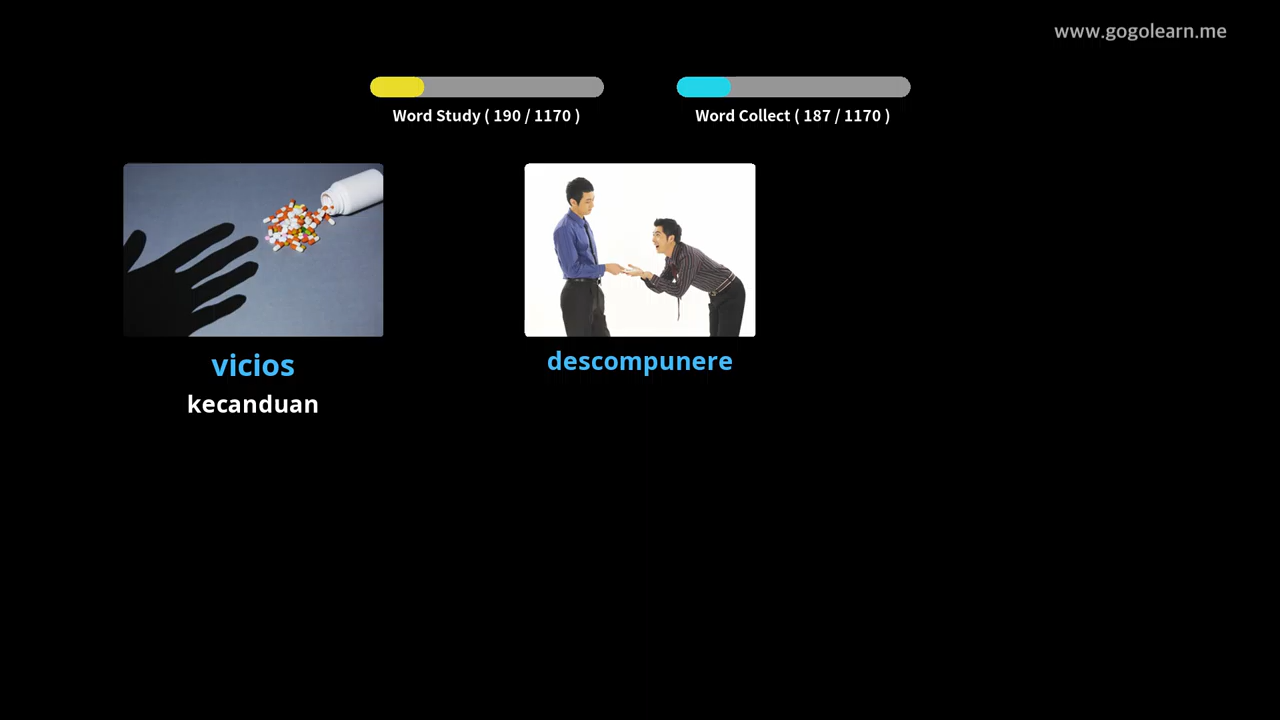 www.gogolearn.me
Word Study ( 190 / 1170 )
Word Collect ( 187 / 1170 )
vicios
kecanduan
descompunere